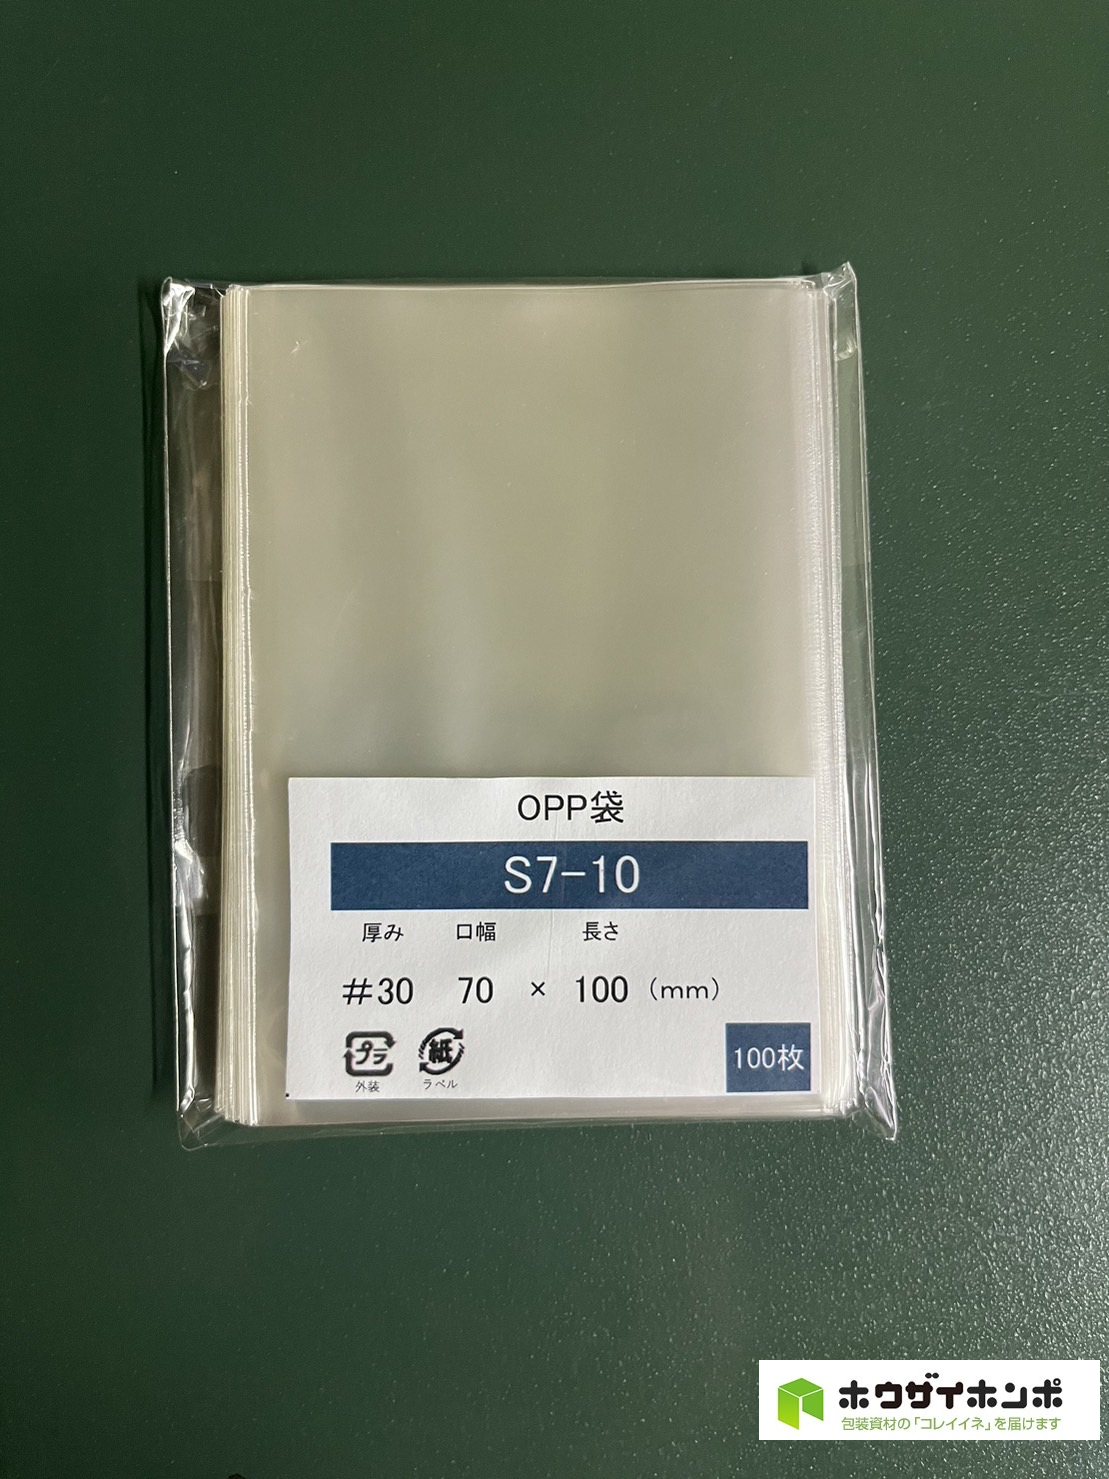 OPP袋
S7-10
厚み 口幅 長さ
#30 70 × 100 (mm)
プラ 紙
外装 ラベル
100枚
ホウザイホンポ
包装資材の「コレイイネ」を届けます